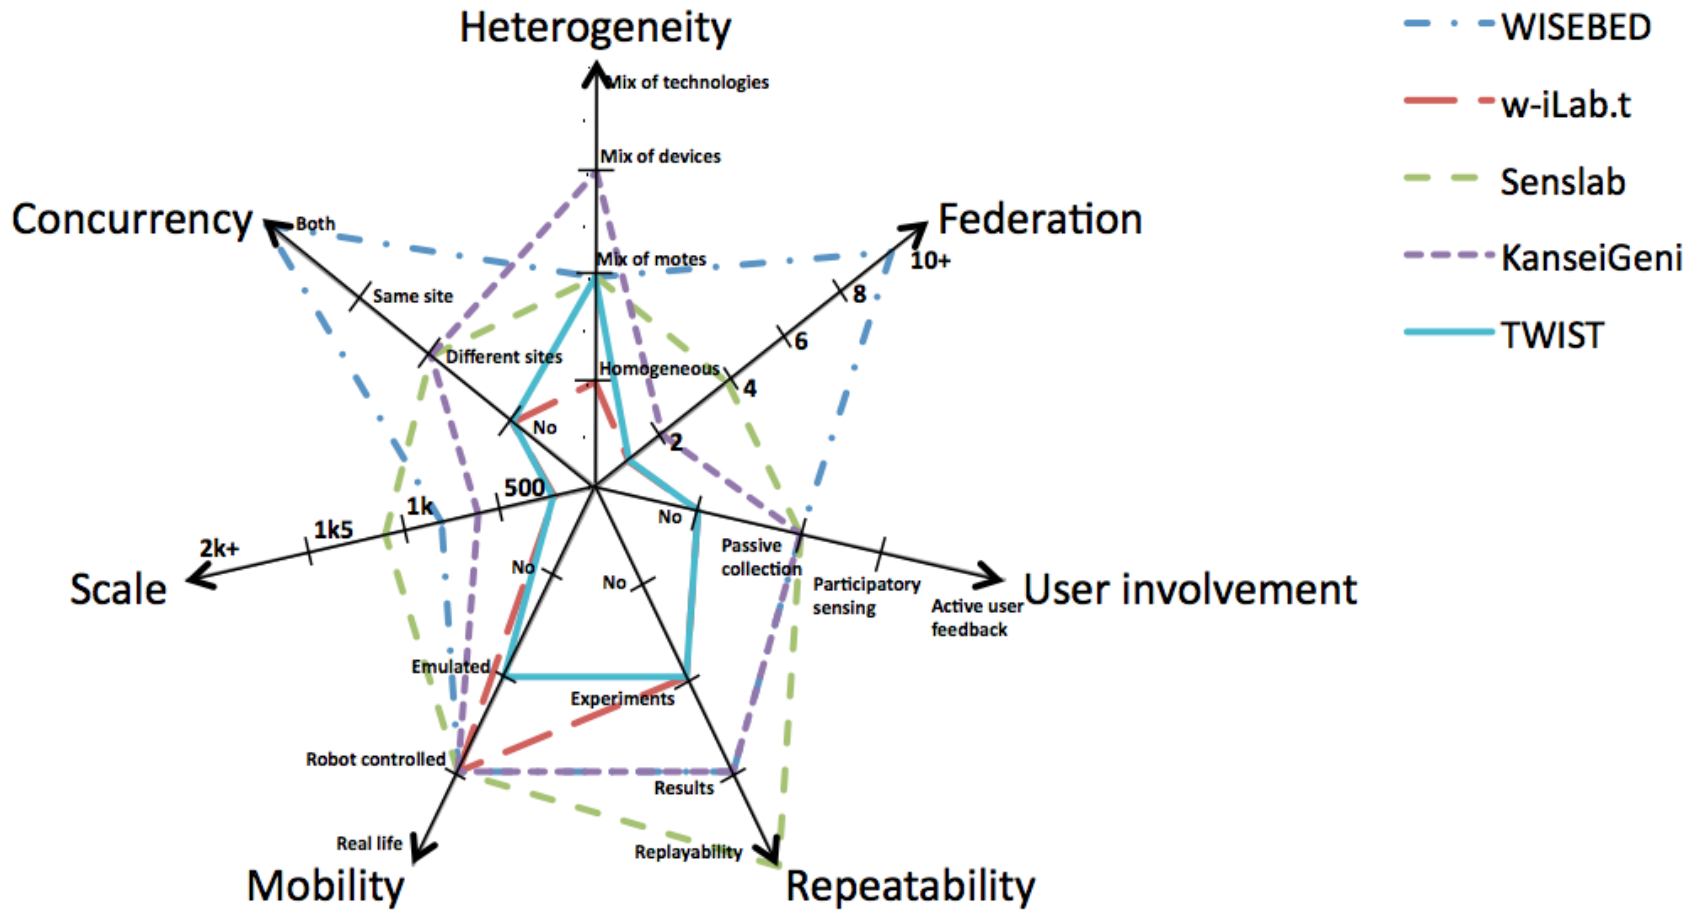 Heterogeneity
WISEBED
Mix of technologies
w-iLab.t
Mix of devices
Senslab
Concurrency
Both
Federation
10+
Mix of motes
KanseiGeni
Same site
8
TWIST
6
Different sites
Homogeneous
4
No
2
500
1k
No
1k5
2k+
Passive
collection
No
No
Scale
Participatory
sensing
User involvement
Active user
feedback
Emulated
Experiments
Robot controlled
Results
Real life
Replayability
Mobility
Repeatability